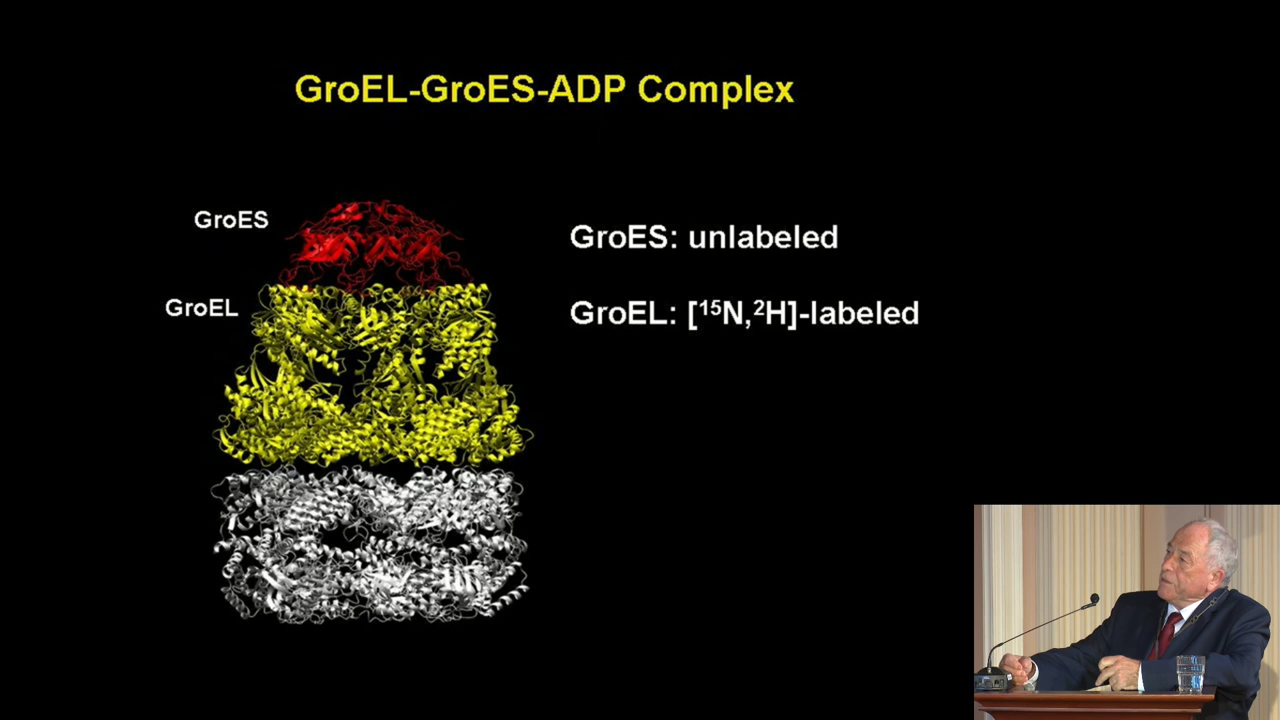 GroEL-GroES-ADP Complex
GroES
GroES: unlabeled
GroEL
GroEL: [¹⁵N,²H]-labeled